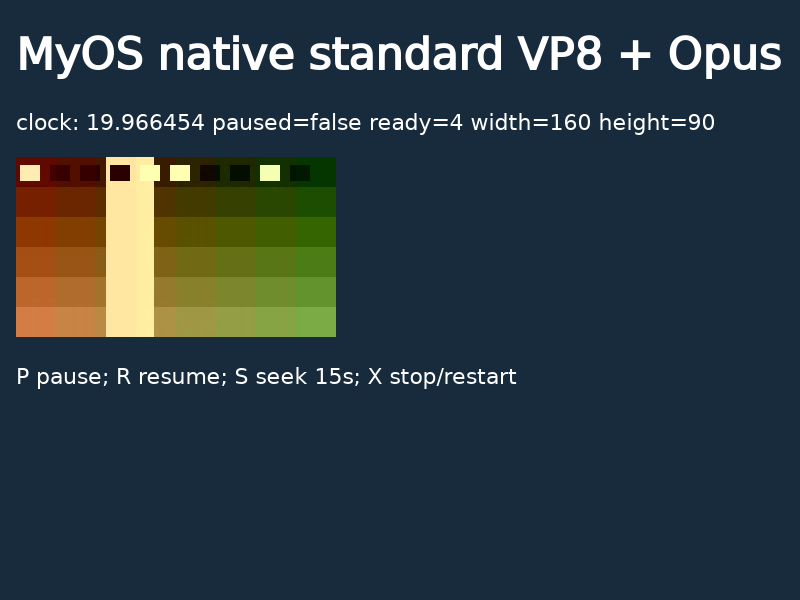 MyOS native standard VP8 + Opus
clock: 19.966454 paused=false ready=4 width=160 height=90
P pause; R resume; S seek 15s; X stop/restart